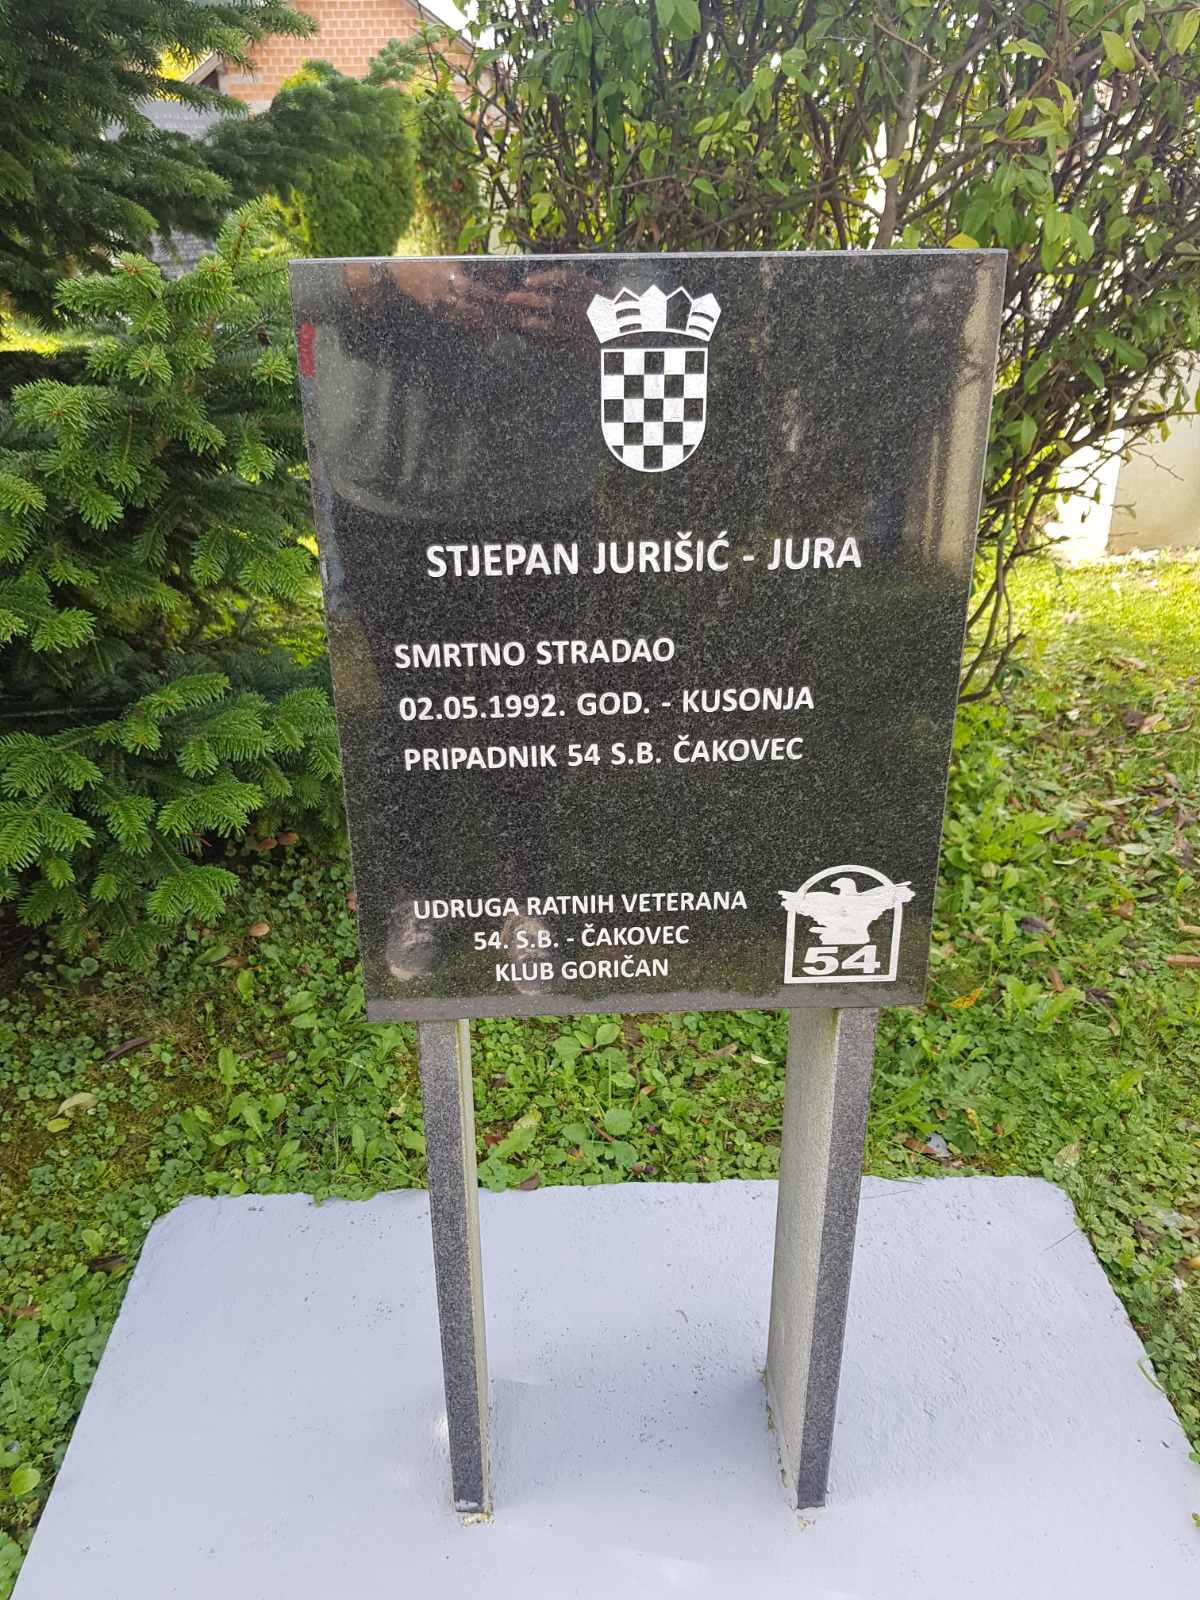 STJEPAN JURIŠIĆ - JURA
SMRTNO STRADAO
02.05.1992. GOD. - KUSONJA
PRIPADNIK 54 S.B. ČAKOVEC
UDRUGA RATNIH VETERANA
54. S.B. - ČAKOVEC
KLUB GORIČAN
54